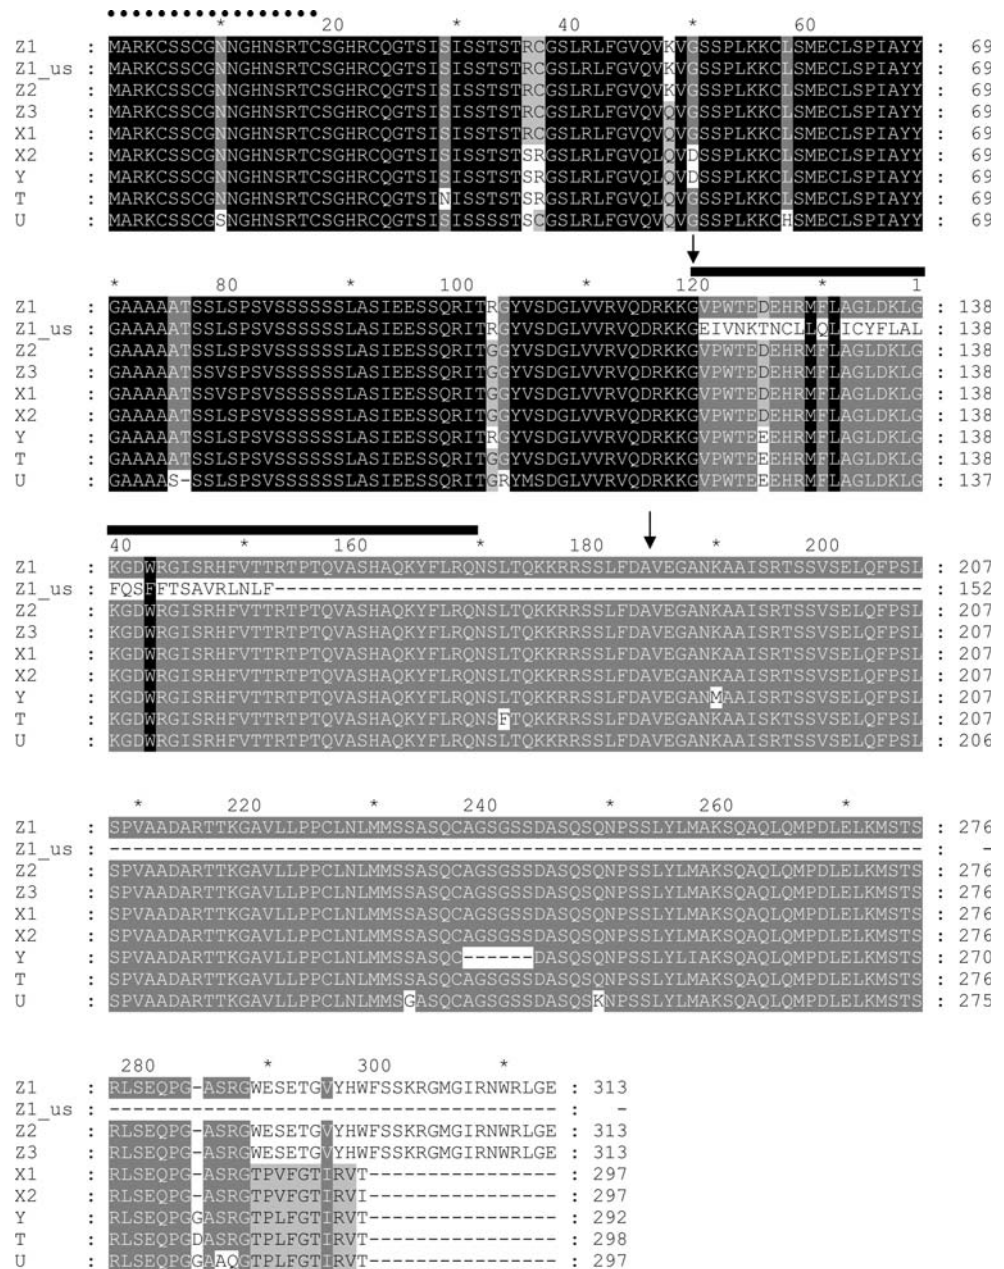 * 20 * 40 * 60
Z1 : MARKCSSCGNNGHNSRTCSGHRCQGTSISISSTSTRCGSLRLFGVQVKVGSSPLKKCLSMECLSPIAYY : 69
Z1_us : MARKCSSCGNNGHNSRTCSGHRCQGTSISISSTSTRCGSLRLFGVQVKVGSSPLKKCLSMECLSPIAYY : 69
Z2 : MARKCSSCGNNGHNSRTCSGHRCQGTSISISSTSTRCGSLRLFGVQVKVGSSPLKKCLSMECLSPIAYY : 69
Z3 : MARKCSSCGNNGHNSRTCSGHRCQGTSISISSTSTRCGSLRLFGVQVQVGSSPLKKCLSMECLSPIAYY : 69
X1 : MARKCSSCGNNGHNSRTCSGHRCQGTSISISSTSTRCGSLRLFGVQVQVGSSPLKKCLSMECLSPIAYY : 69
X2 : MARKCSSCGNNGHNSRTCSGHRCQGTSISISSTSTSRGSLRLFGVQLQVDSSPLKKCLSMECLSPIAYY : 69
Y : MARKCSSCGNNGHNSRTCSGHRCQGTSISISSTSTSRGSLRLFGVQLQVDSSPLKKCLSMECLSPIAYY : 69
T : MARKCSSCGNNGHNSRTCSGHRCQGTSINISSTSTSRGSLRLFGVQLQVGSSPLKKCLSMECLSPIAYY : 69
U : MARKCSSCGSNGHNSRTCSGHRCQGTSISISSSSTSCGSLRLFGVQVQVGSSPLKKCHSMECLSPIAYY : 69
* 80 * 100 * 120 * 1
Z1 : GAAAAATSSLSPSVSSSSSSLASIEESSQRITRGYVSDGLVVRVQDRKKGVPWTEDEHRMFLAGLDKLG : 138
Z1_us : GAAAAATSSLSPSVSSSSSSLASIEESSQRITRGYVSDGLVVRVQDRKKGEIVNKTNCLLQLICYFLAL : 138
Z2 : GAAAAATSSLSPSVSSSSSSLASIEESSQRITGGYVSDGLVVRVQDRKKGVPWTEDEHRMFLAGLDKLG : 138
Z3 : GAAAAATSSVSPSVSSSSSSLASIEESSQRITGGYVSDGLVVRVQDRKKGVPWTEDEHRMFLAGLDKLG : 138
X1 : GAAAAATSSVSPSVSSSSSSLASIEESSQRITGGYVSDGLVVRVQDRKKGVPWTEDEHRMFLAGLDKLG : 138
X2 : GAAAAATSSLSPSVSSSSSSLASIEESSQRITGGYVSDGLVVRVQDRKKGVPWTEDEHRMFLAGLDKLG : 138
Y : GAAAAATSSLSPSVSSSSSSLASIEESSQRITRGYVSDGLVVRVQDRKKGVPWTEEEHRMFLAGLDKLG : 138
T : GAAAAATSSLSPSVSSSSSSLASIEESSQRITGGYVSDGLVVRVQDRKKGVPWTEEEHRMFLAGLDKLG : 138
U : GAAAAS-SSLSPSVSSSSSSLASIEESSQRITGRYMSDGLVVRVQDRKKGVPWTEEEHRMFLAGLDKLG : 137
40 * 160 * 180 * 200
Z1 : KGDWRGISRHFVTTRTPTQVASHAQKYFLRQNSLTQKKRRSSLFDAVEGANKAAISRTSSVSELQFPSL : 207
Z1_us : FQSFFTSAVRLNLF------------------------------------------------------- : 152
Z2 : KGDWRGISRHFVTTRTPTQVASHAQKYFLRQNSLTQKKRRSSLFDAVEGANKAAISRTSSVSELQFPSL : 207
Z3 : KGDWRGISRHFVTTRTPTQVASHAQKYFLRQNSLTQKKRRSSLFDAVEGANKAAISRTSSVSELQFPSL : 207
X1 : KGDWRGISRHFVTTRTPTQVASHAQKYFLRQNSLTQKKRRSSLFDAVEGANKAAISRTSSVSELQFPSL : 207
X2 : KGDWRGISRHFVTTRTPTQVASHAQKYFLRQNSLTQKKRRSSLFDAVEGANKAAISRTSSVSELQFPSL : 207
Y : KGDWRGISRHFVTTRTPTQVASHAQKYFLRQNSLTQKKRRSSLFDAVEGANMAAISRTSSVSELQFPSL : 207
T : KGDWRGISRHFVTTRTPTQVASHAQKYFLRQNSFTQKKRRSSLFDAVEGANKAAISKTSSVSELQFPSL : 207
U : KGDWRGISRHFVTTRTPTQVASHAQKYFLRQNSLTQKKRRSSLFDAVEGANKAAISRTSSVSELQFPSL : 206
* 220 * 240 * 260 *
Z1 : SPVAADARTTKGAVLLPPCLNLMMSSASQCAGSGSSDASQSQNPSSLYLMAKSQAQLQMPDLELKMSTS : 276
Z1_us : --------------------------------------------------------------------- : -
Z2 : SPVAADARTTKGAVLLPPCLNLMMSSASQCAGSGSSDASQSQNPSSLYLMAKSQAQLQMPDLELKMSTS : 276
Z3 : SPVAADARTTKGAVLLPPCLNLMMSSASQCAGSGSSDASQSQNPSSLYLMAKSQAQLQMPDLELKMSTS : 276
X1 : SPVAADARTTKGAVLLPPCLNLMMSSASQCAGSGSSDASQSQNPSSLYLMAKSQAQLQMPDLELKMSTS : 276
X2 : SPVAADARTTKGAVLLPPCLNLMMSSASQCAGSGSSDASQSQNPSSLYLMAKSQAQLQMPDLELKMSTS : 276
Y : SPVAADARTTKGAVLLPPCLNLMMSSASQC------DASQSQNPSSLYLIAKSQAQLQMPDLELKMSTS : 270
T : SPVAADARTTKGAVLLPPCLNLMMSSASQCAGSGSSDASQSQNPSSLYLMAKSQAQLQMPDLELKMSTS : 276
U : SPVAADARTTKGAVLLPPCLNLMMSGASQCAGSGSSDASQSKNPSSLYLMAKSQAQLQMPDLELKMSTS : 275
280 * 300 *
Z1 : RLSEQPG-ASRGWESETGVYHWFSSKRGMGIRNWRLGE : 313
Z1_us : -------------------------------------- : -
Z2 : RLSEQPG-ASRGWESETGVYHWFSSKRGMGIRNWRLGE : 313
Z3 : RLSEQPG-ASRGWESETGVYHWFSSKRGMGIRNWRLGE : 313
X1 : RLSEQPG-ASRGTPVFGTIRVT---------------- : 297
X2 : RLSEQPG-ASRGTPVFGTIRVI---------------- : 297
Y : RLSEQPGGASRGTPLFGTIRVT---------------- : 292
T : RLSEQPGDASRGTPLFGTIRVT---------------- : 298
U : RLSEQPGGAAQGTPLFGTIRVT---------------- : 297